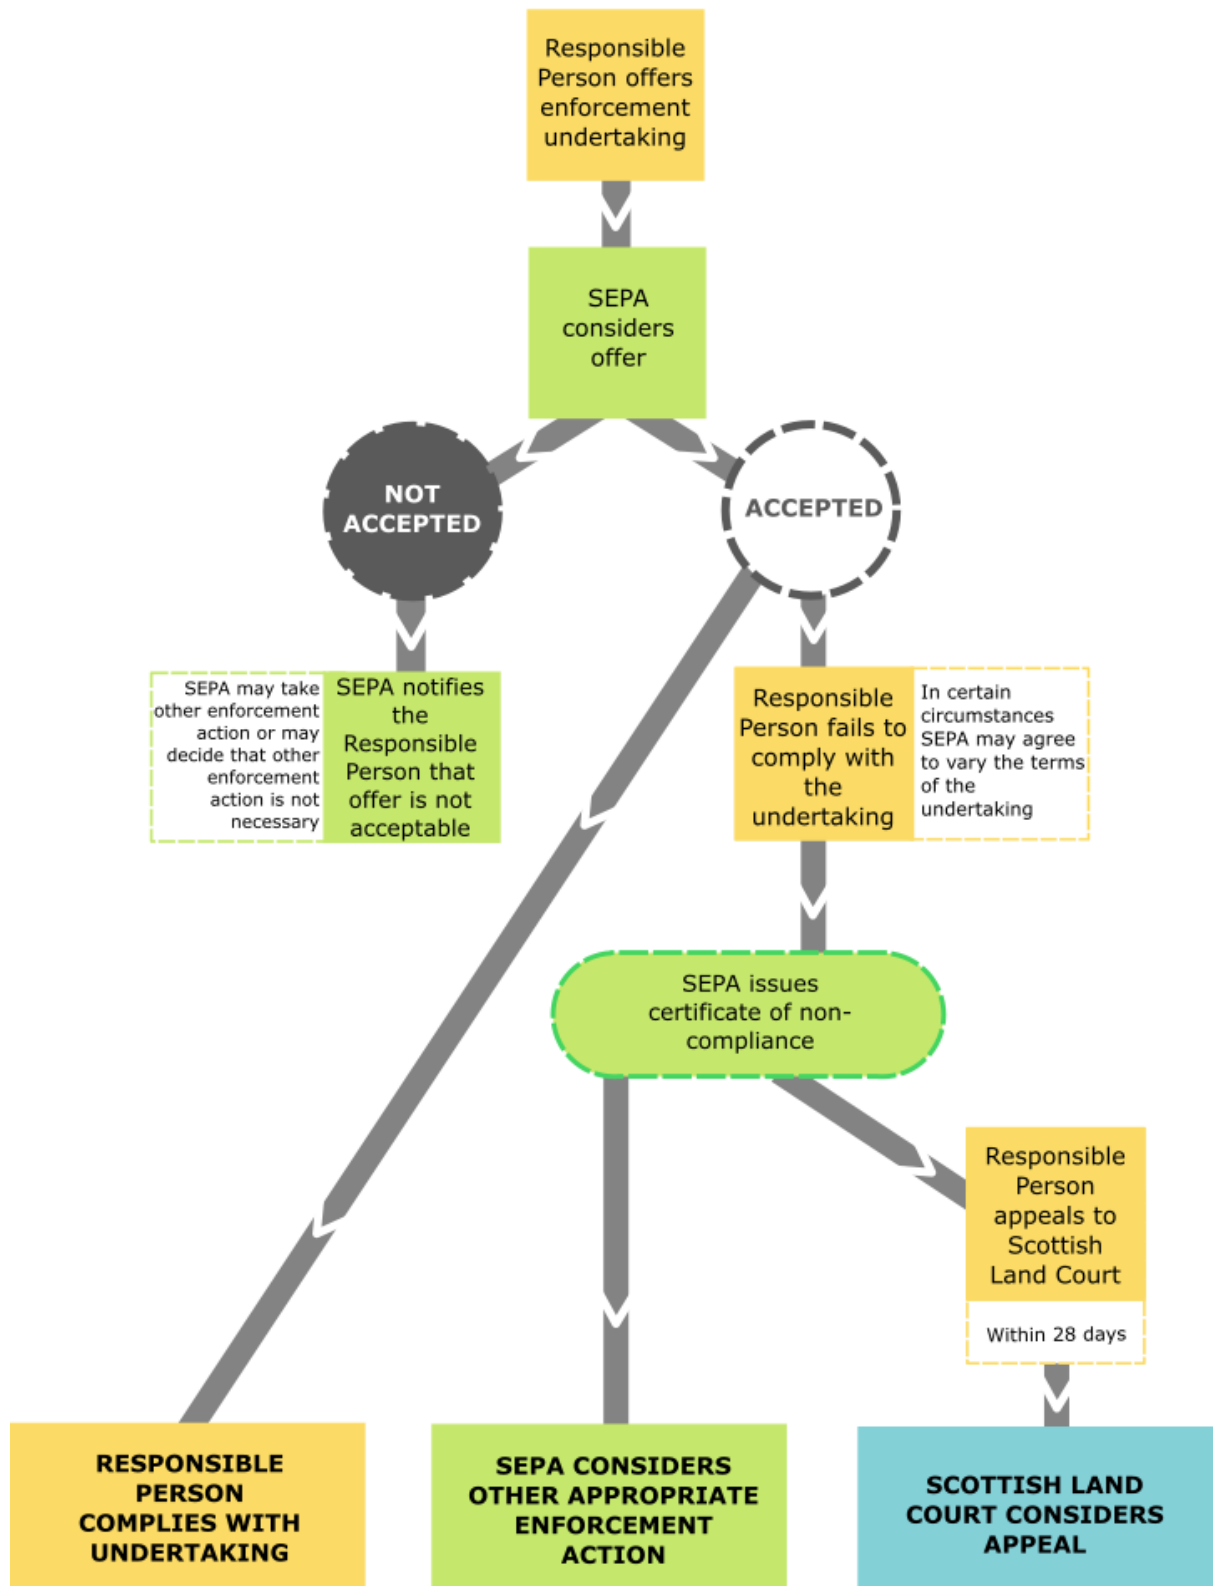 Responsible
Person offers
enforcement
undertaking
SEPA
considers
offer
NOT
ACCEPTED
ACCEPTED
SEPA may take
other enforcement
action or may
decide that other
enforcement
action is not
necessary
SEPA notifies
the
Responsible
Person that
offer is not
acceptable
Responsible
Person fails to
comply with
the
undertaking
In certain
circumstances
SEPA may agree
to vary the terms
of the
undertaking
SEPA issues
certificate of non-
compliance
Responsible
Person
appeals to
Scottish
Land Court
Within 28 days
RESPONSIBLE
PERSON
COMPLIES WITH
UNDERTAKING
SEPA CONSIDERS
OTHER APPROPRIATE
ENFORCEMENT
ACTION
SCOTTISH LAND
COURT CONSIDERS
APPEAL